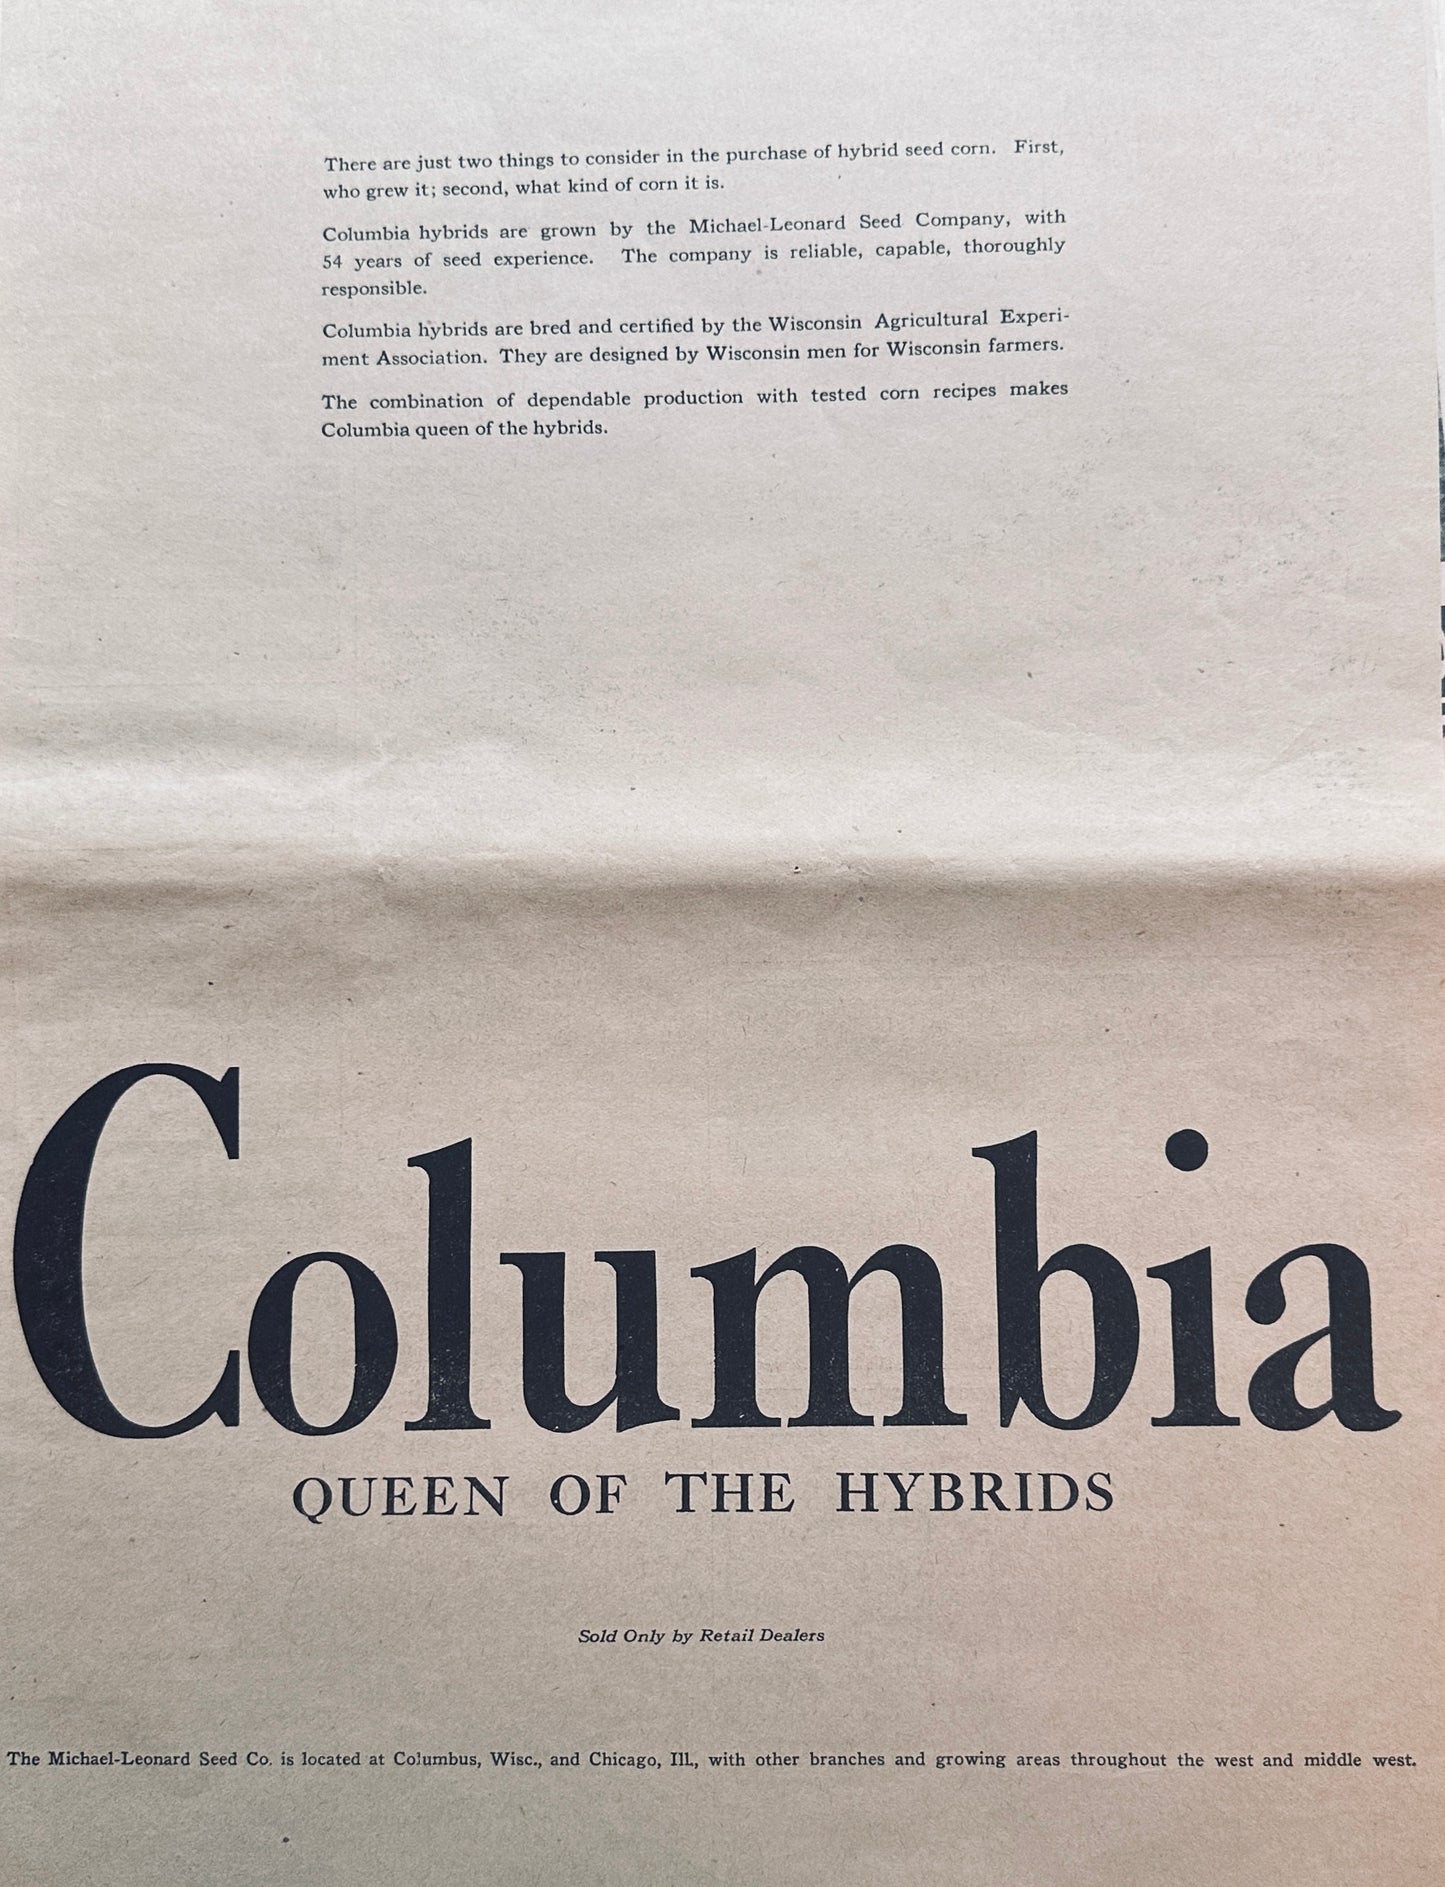 There are just two things to consider in the purchase of hybrid seed corn. First,
who grew it; second, what kind of corn it is.
Columbia hybrids are grown by the Michael-Leonard Seed Company, with
54 years of seed experience. The company is reliable, capable, thoroughly
responsible.
Columbia hybrids are bred and certified by the Wisconsin Agricultural Experi-
ment Association. They are designed by Wisconsin men for Wisconsin farmers.
The combination of dependable production with tested corn recipes makes
Columbia queen of the hybrids.
Columbia
QUEEN OF THE HYBRIDS
Sold Only by Retail Dealers
The Michael-Leonard Seed Co. is located at Columbus, Wisc., and Chicago, Ill., with other branches and growing areas throughout the west and middle west.